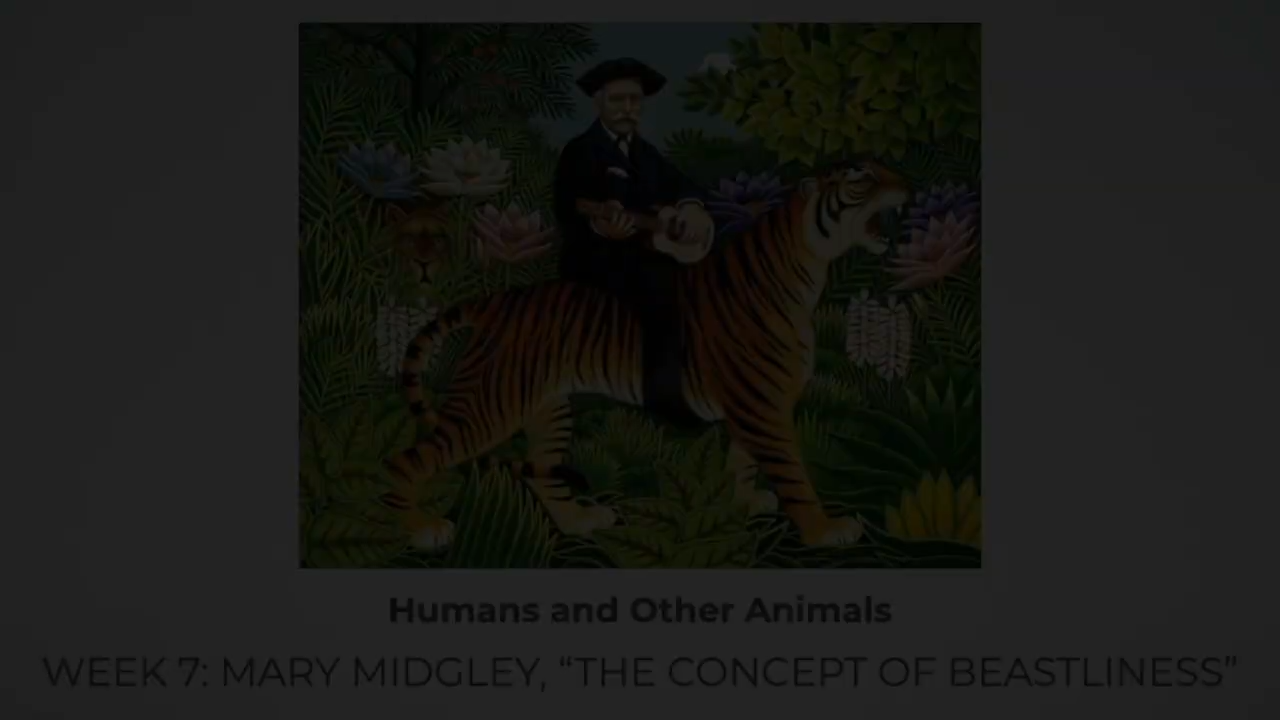 Humans and Other Animals
WEEK 7: MARY MIDGLEY, “THE CONCEPT OF BEASTLINESS”